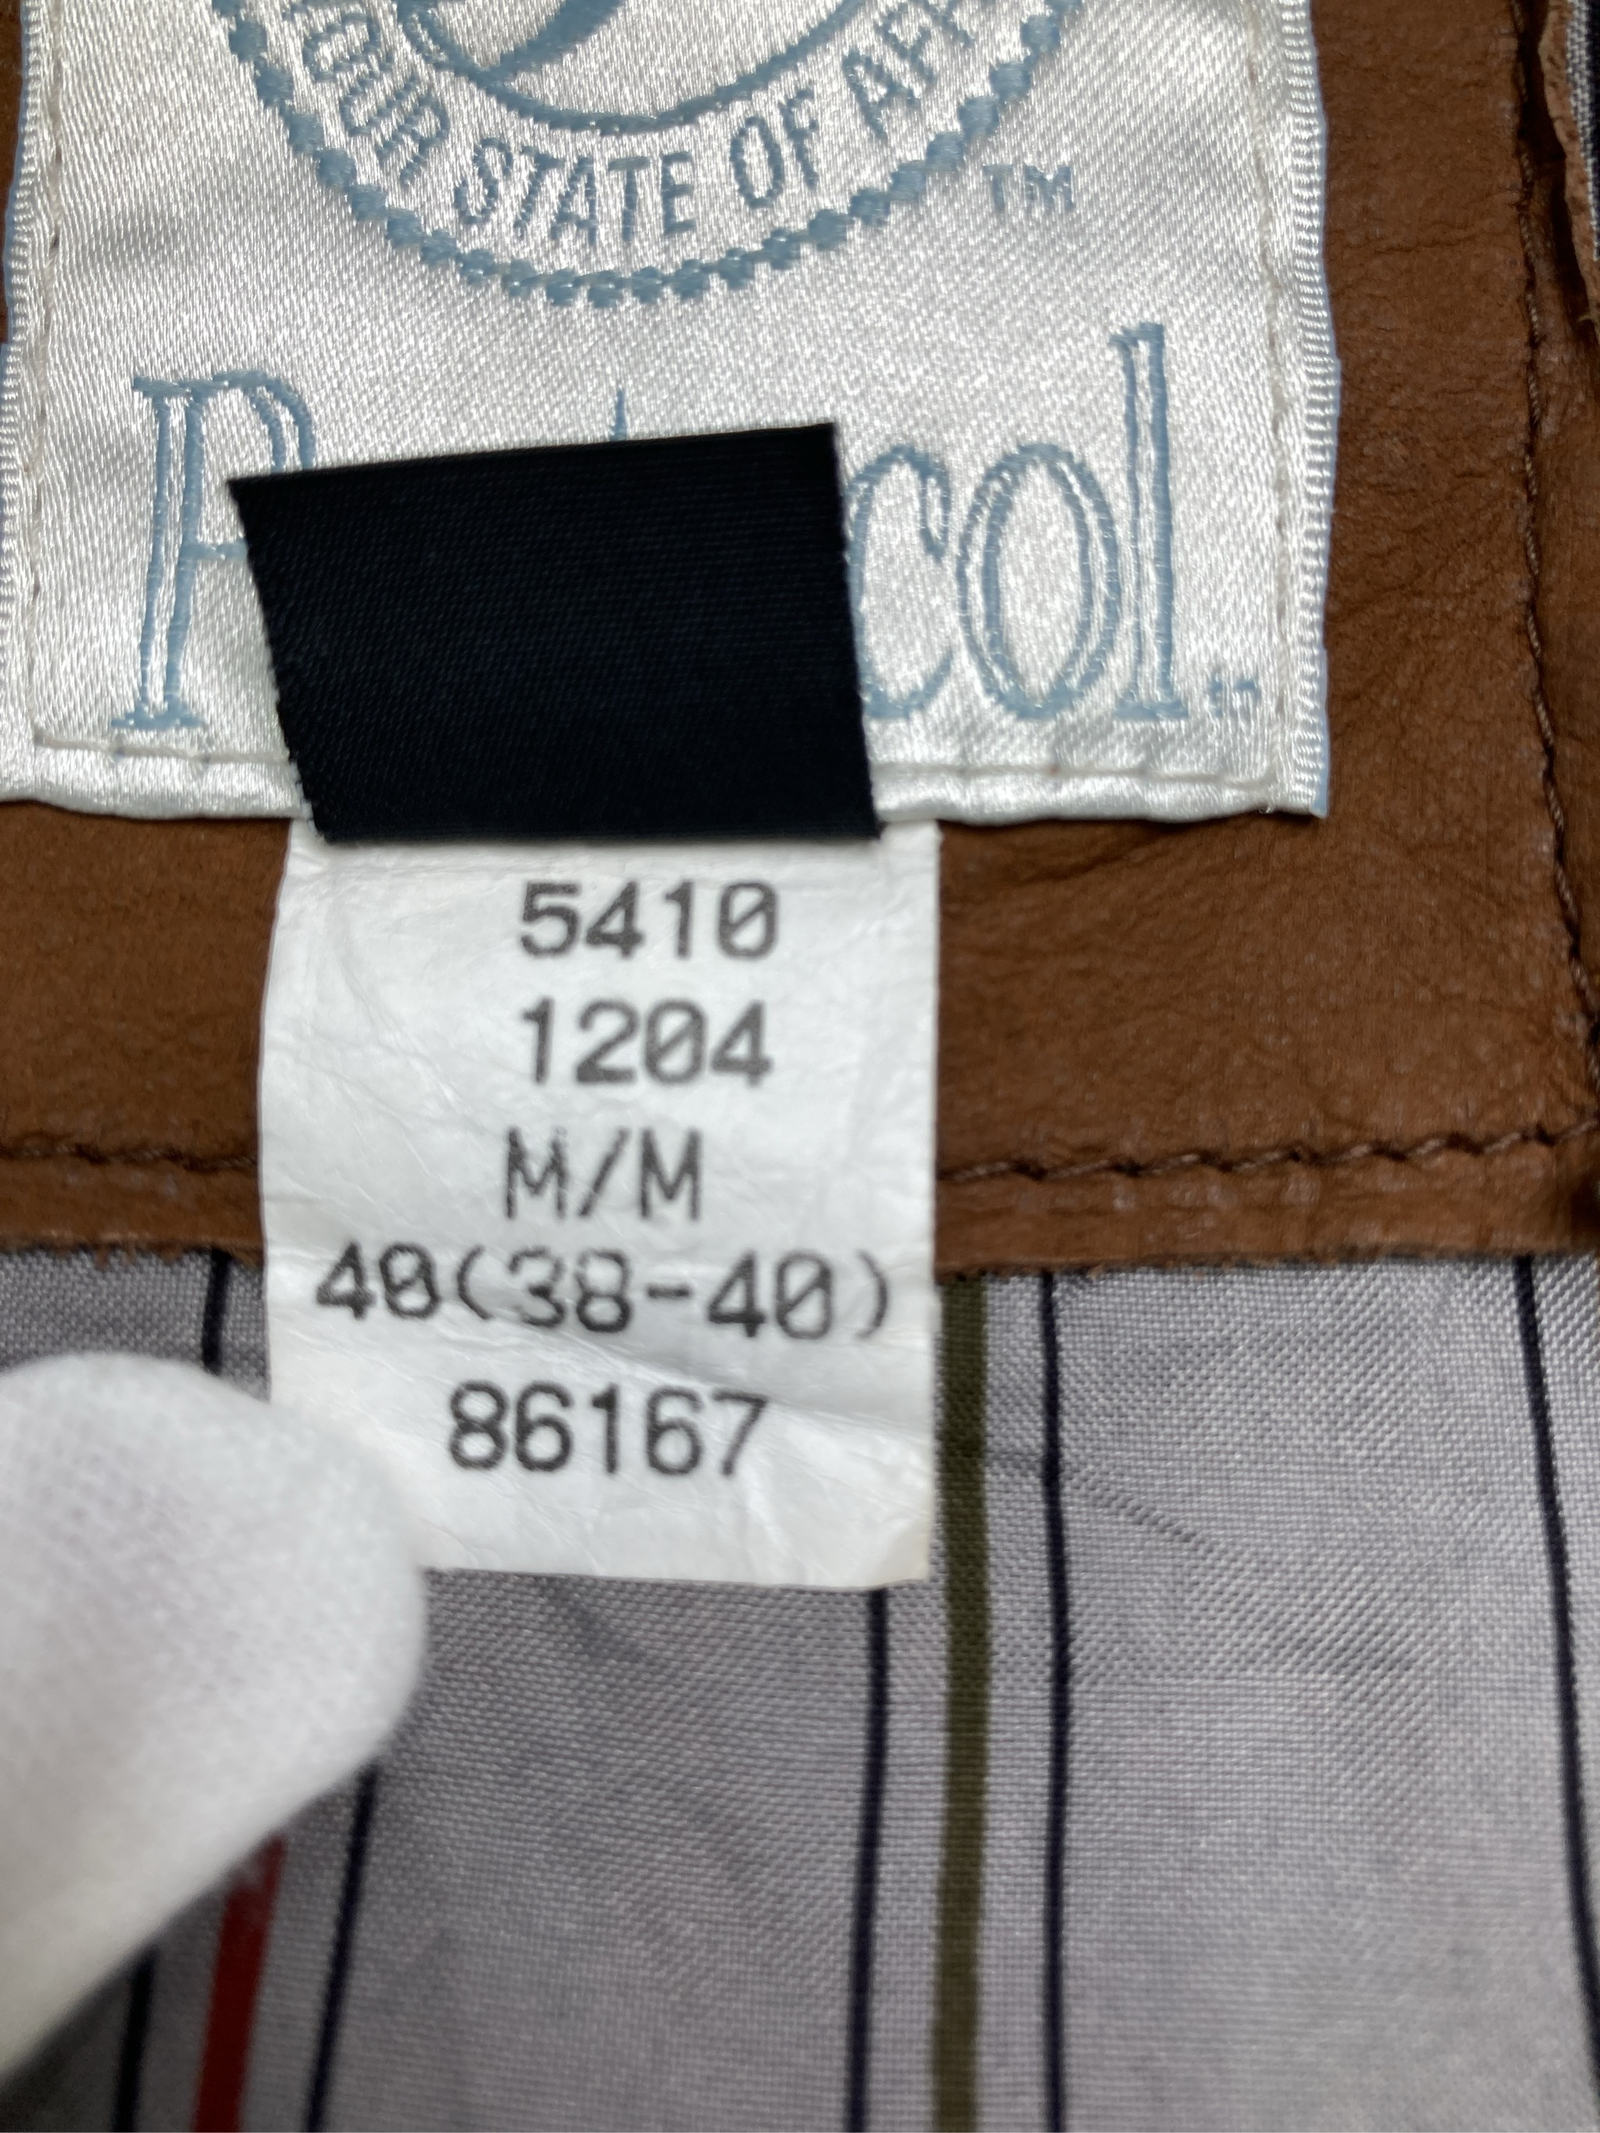 YOUR STATE OF AFF
TM
col.
5410
1204
M/M
40(38-40)
86167